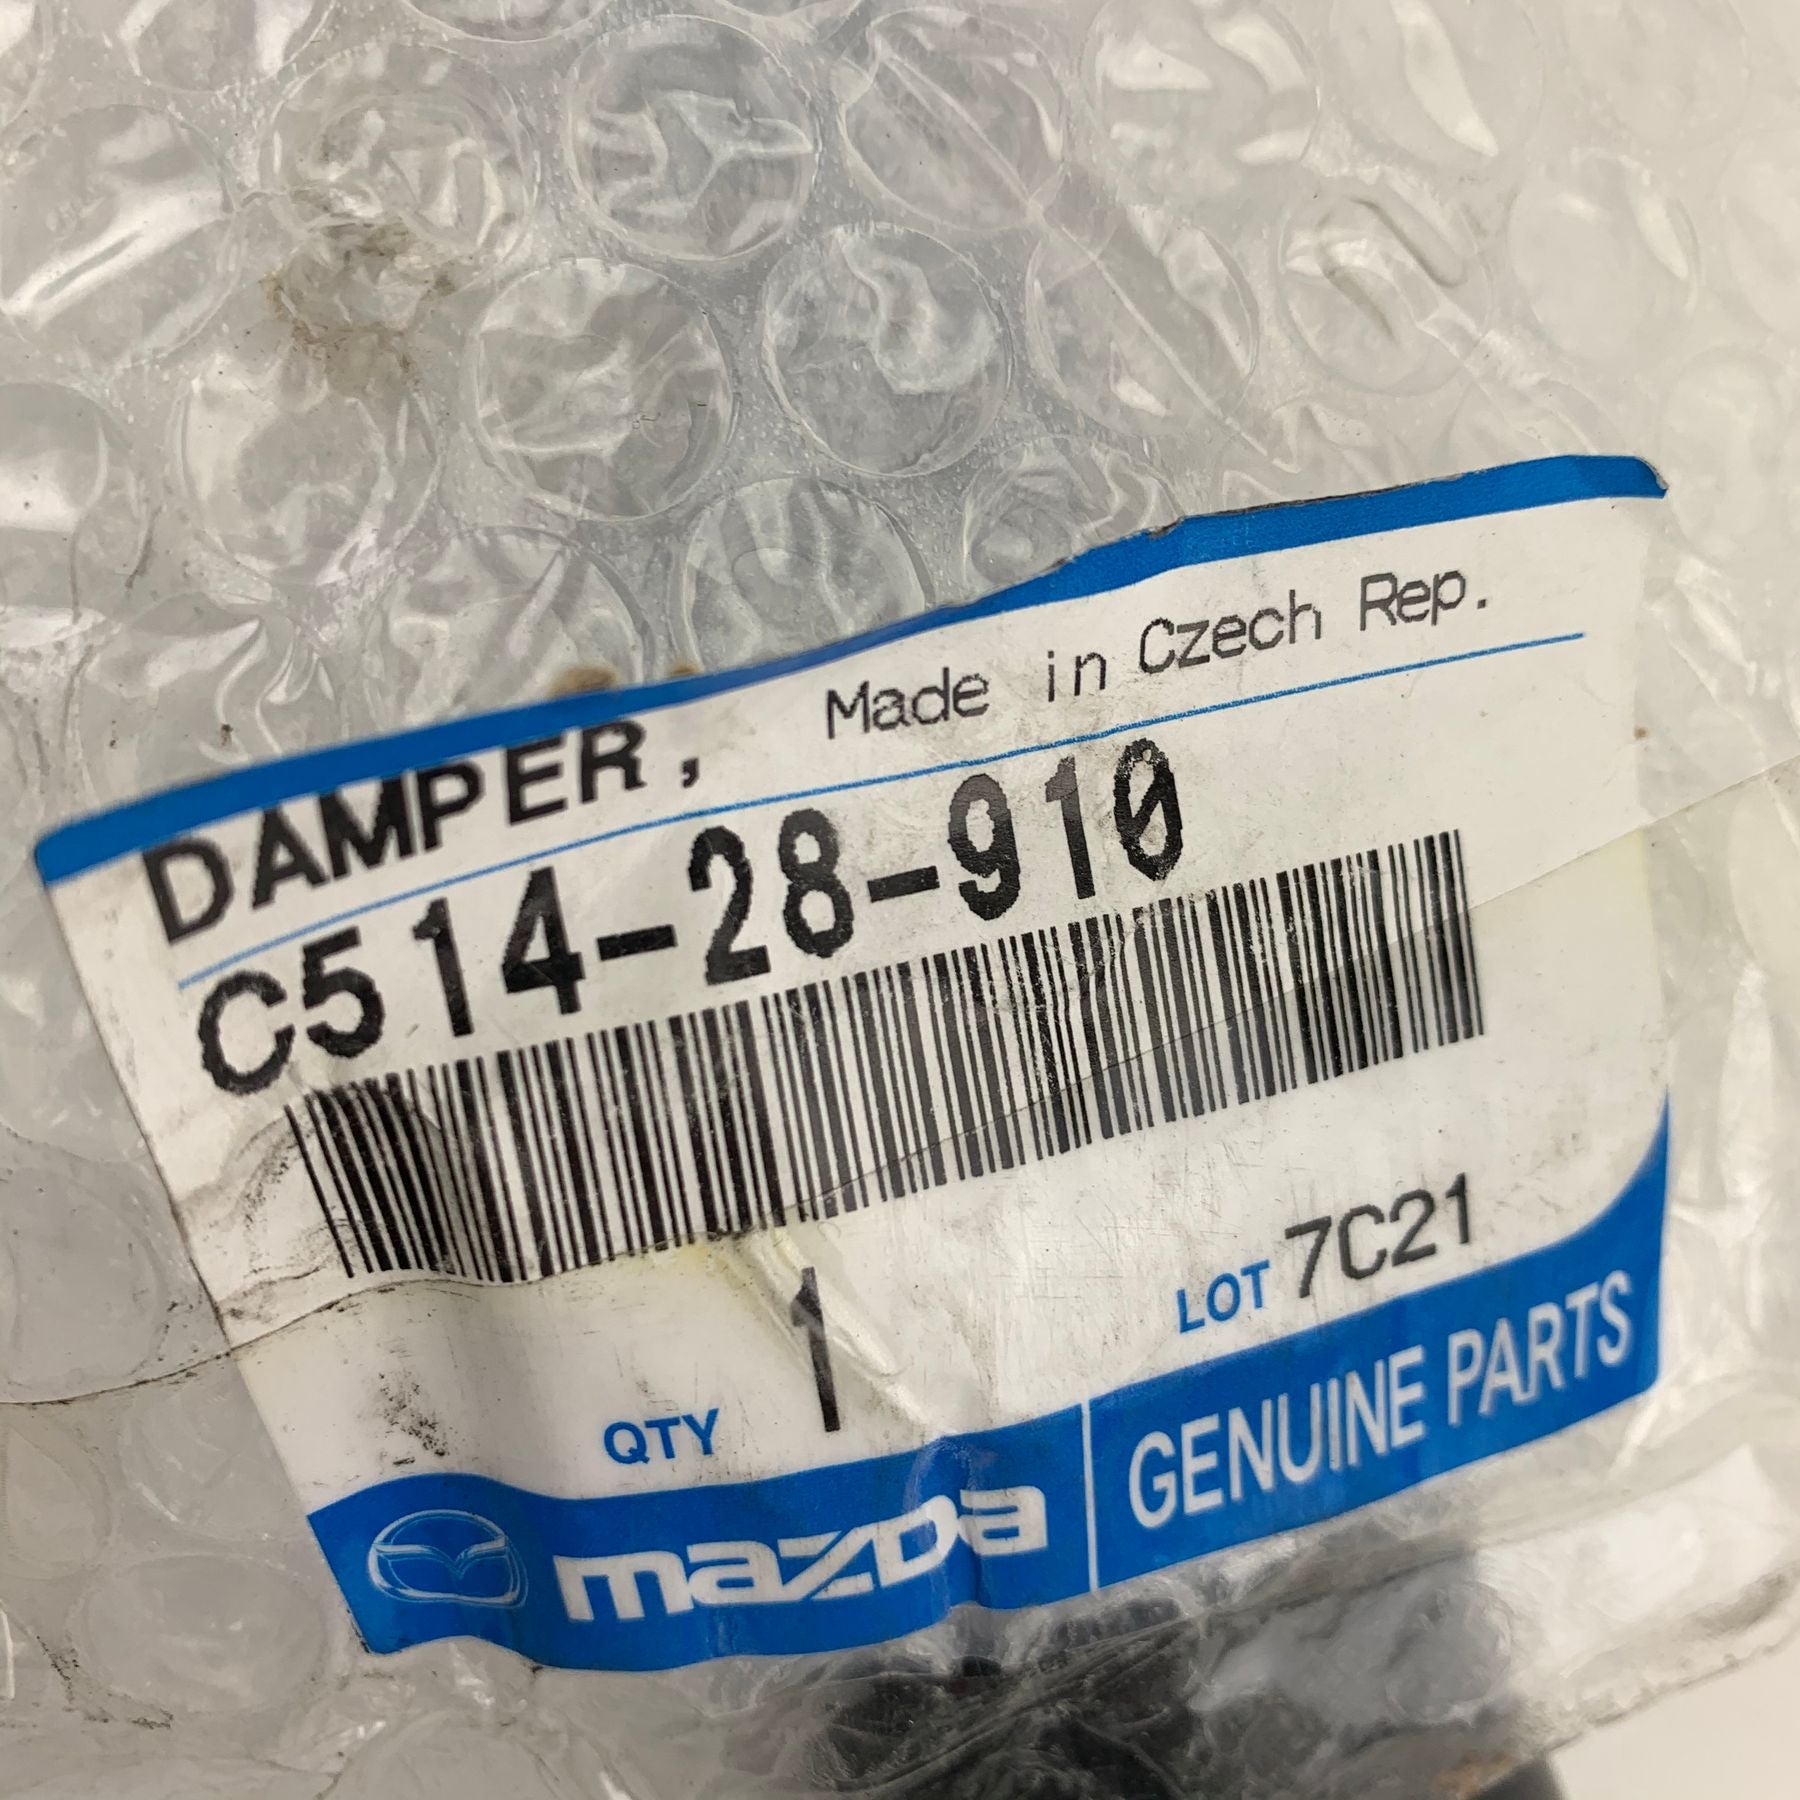 Made in Czech Rep.
DAMPER,
C514-28-910
QTY 1 LOT 7C21
mazda GENUINE PARTS